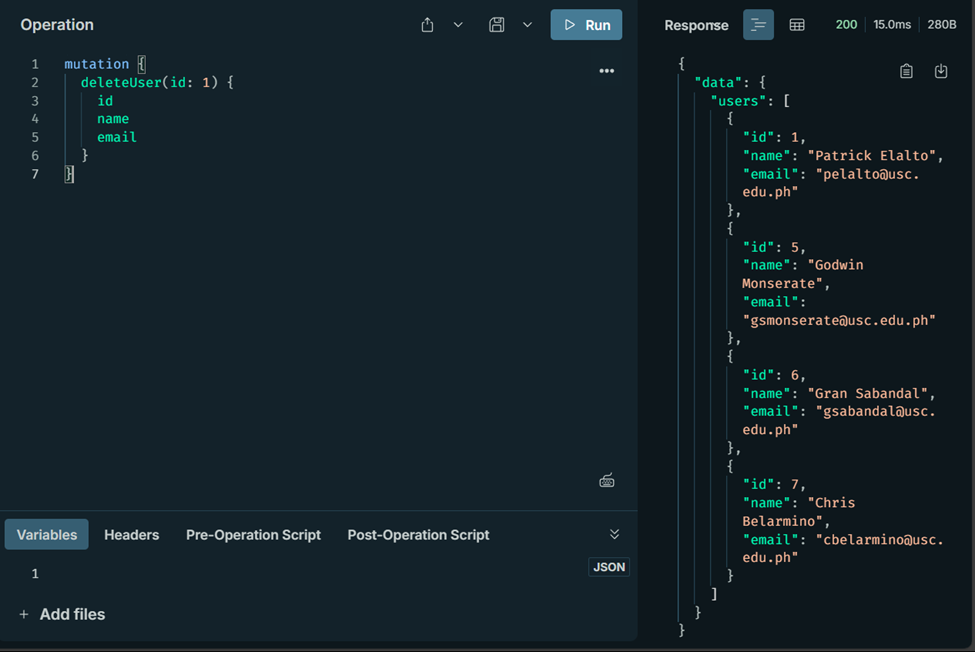 Operation
Run
1 mutation {
2 deleteUser(id: 1) {
3 id
4 name
5 email
6 }
7 }
Variables Headers Pre-Operation Script Post-Operation Script
1
JSON
+ Add files
Response 200 15.0ms 280B
{
"data": {
"users": [
{
"id": 1,
"name": "Patrick Elalto",
"email": "pelalto@usc.
edu.ph"
},
{
"id": 5,
"name": "Godwin
Monserate",
"email":
"gsmonserate@usc.edu.ph"
},
{
"id": 6,
"name": "Gran Sabandal",
"email": "gsabandal@usc.
edu.ph"
},
{
"id": 7,
"name": "Chris
Belarmino",
"email": "cbelarmino@usc.
edu.ph"
}
]
}
}